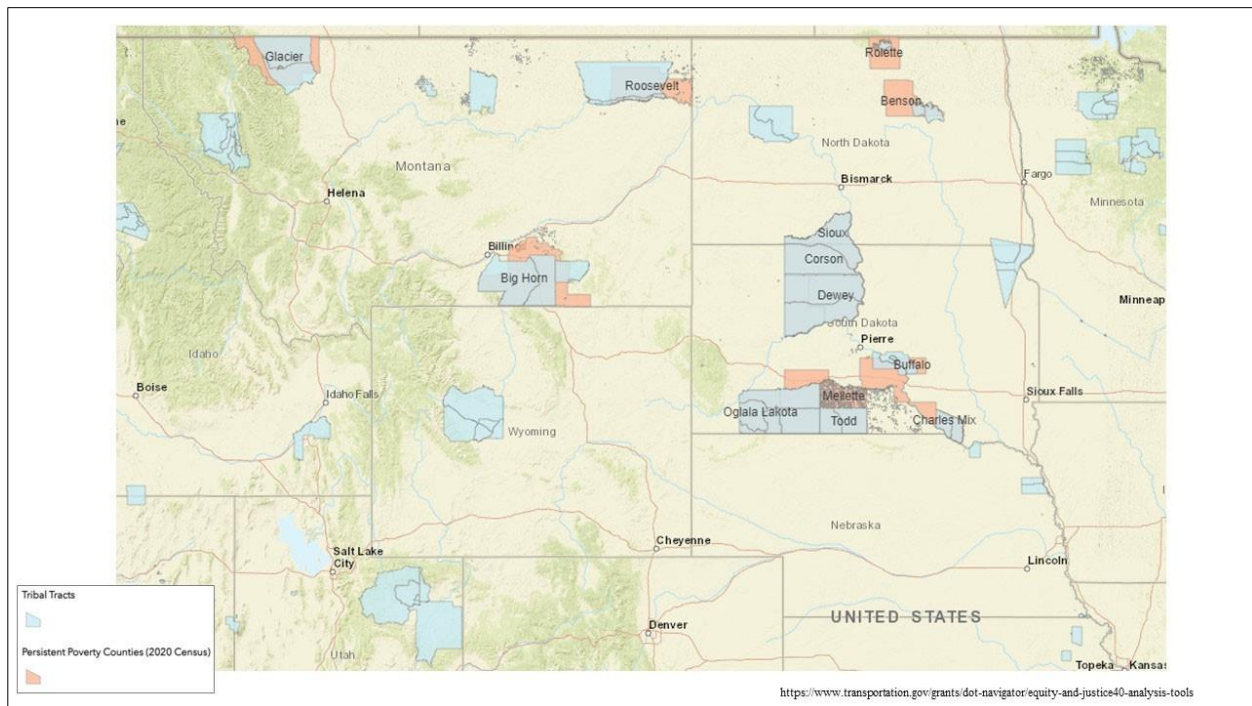 Glacier
Rolette
Roosevelt
Benson
ne
Montana
North Dakota
Bismarck
Fargo
Helena
Minnesota
Sioux
Billin
Corson
Big Horn
Dewey
Minneap
South Dakota
Pierre
Idaho
Buffalo
Boise
Idaho Falls
Mellette
Sioux Falls
Oglala Lakota
Todd
Charles Mix
Wyoming
Nebraska
Cheyenne
Salt Lake
City
Lincoln
Tribal Tracts
UNITED STATES
Denver
Persistent Poverty Counties (2020 Census)
Utah
Topeka
Kansas
https://www.transportation.gov/grants/dot-navigator/equity-and-justice40-analysis-tools